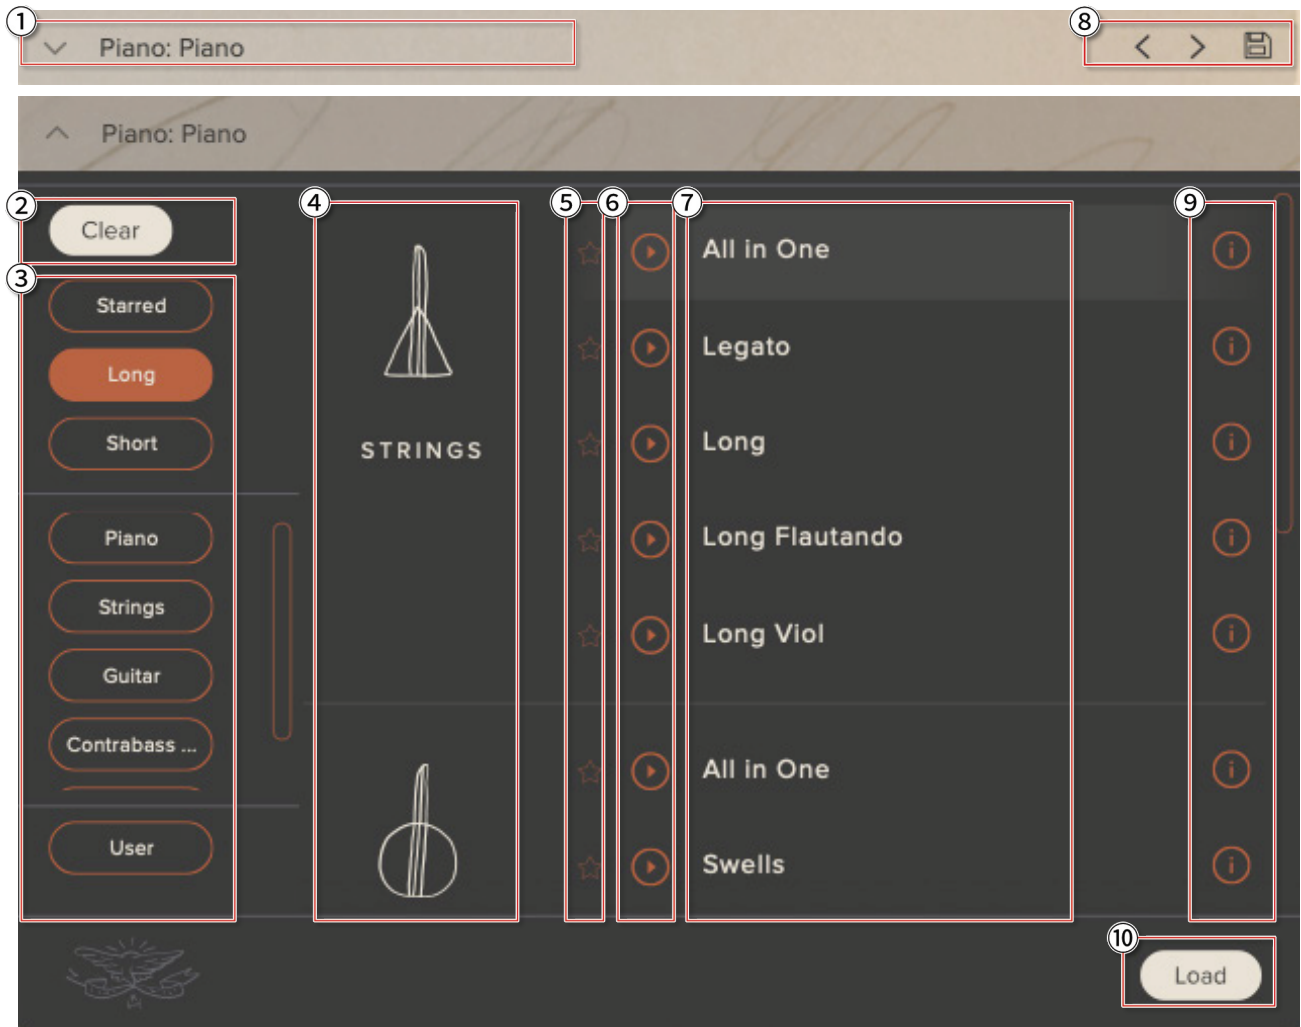 ①
Piano: Piano
⑧
Piano: Piano
②
Clear
③
Starred
Long
Short
Piano
Strings
Guitar
Contrabass ...
User
④
STRINGS
⑤
⑥
⑦
All in One
Legato
Long
Long Flautando
Long Viol
All in One
Swells
⑨
⑩
Load